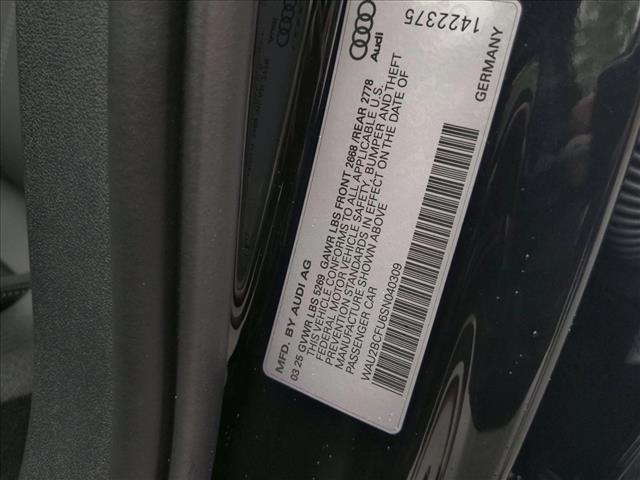 MFD. BY AUDI AG
03 25 GVWR LBS 5269 GAWR LBS FRONT 2668 /REAR 2778
THIS VEHICLE CONFORMS TO ALL APPLICABLE U.S.
FEDERAL MOTOR VEHICLE SAFETY, BUMPER AND THEFT
PREVENTION STANDARDS IN EFFECT ON THE DATE OF
MANUFACTURE SHOWN ABOVE
PASSENGER CAR
WAU2BCFU6SN040309
Audi
1422375
GERMANY